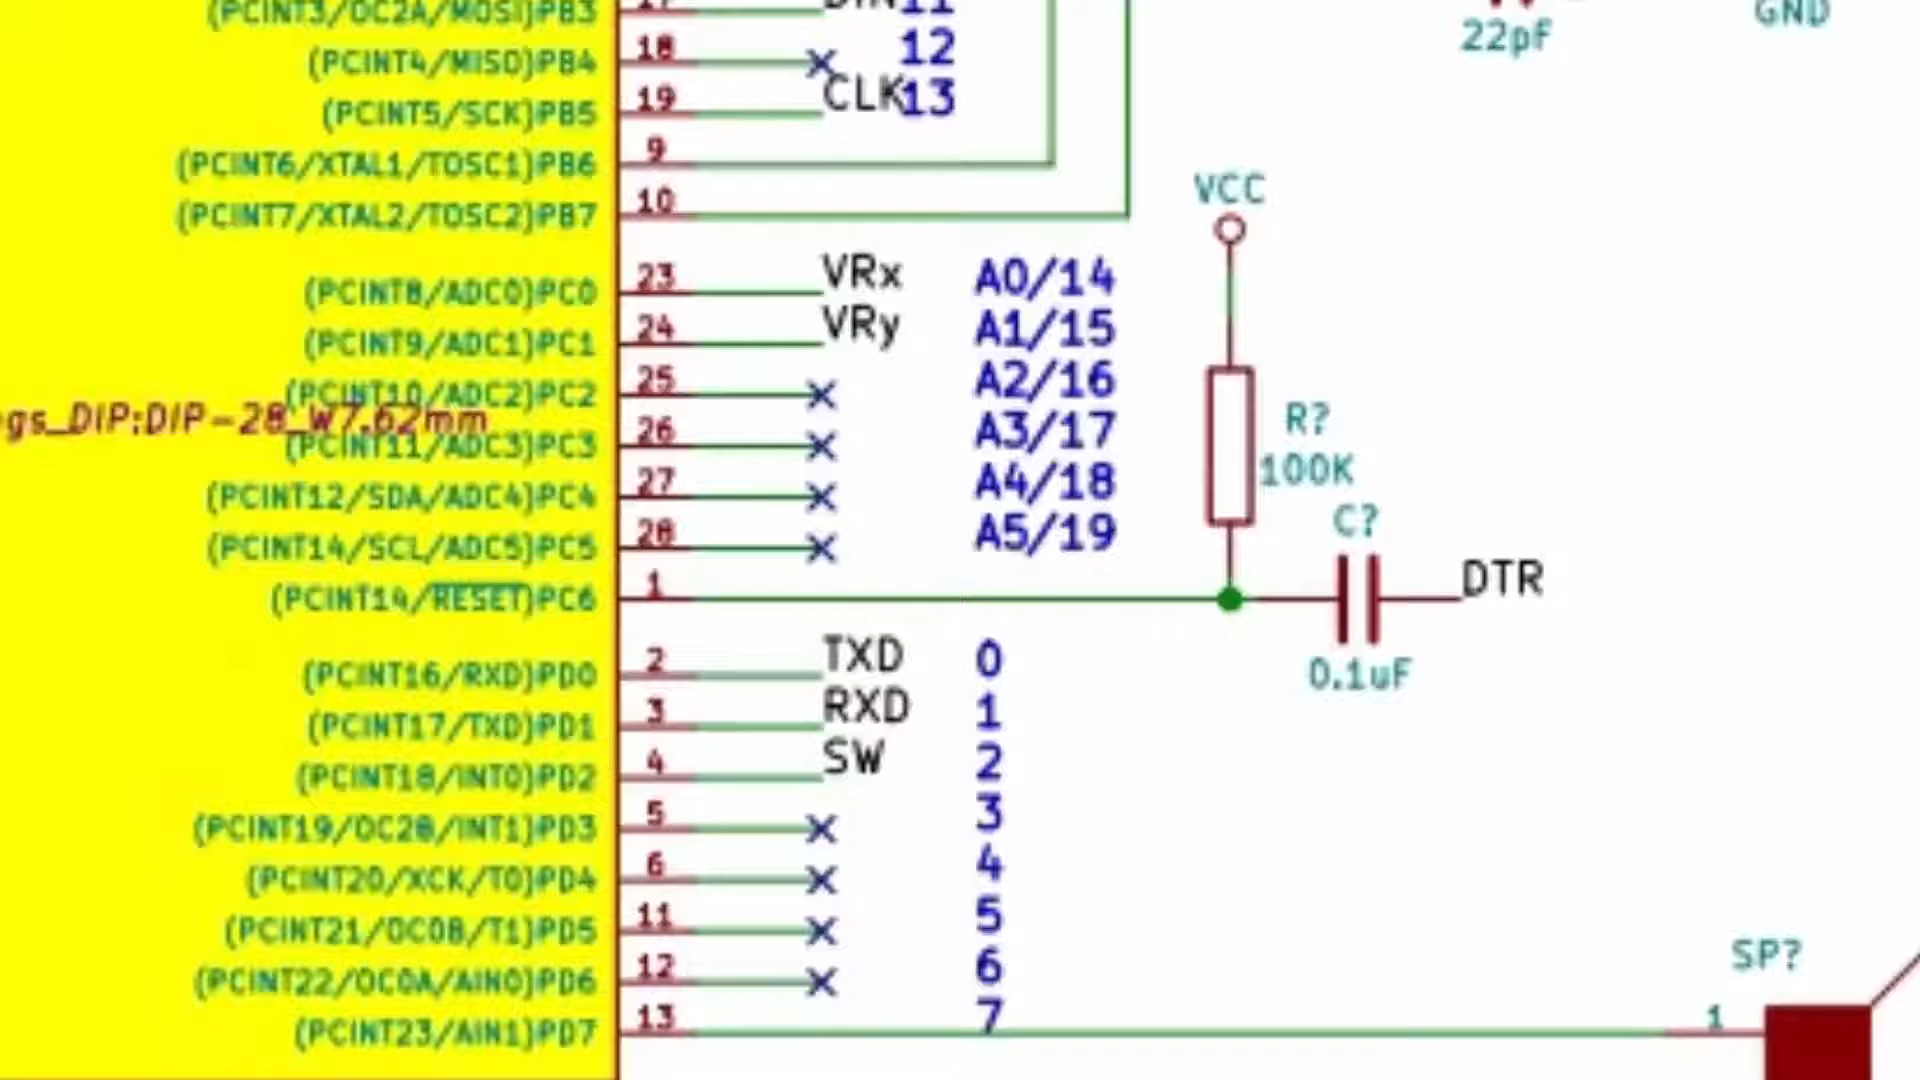 (PCINT3/OC2A/MOSI)PB3 17 DIN 11
22pF
GND
(PCINT4/MISO)PB4 18 12
(PCINT5/SCK)PB5 19 CLK 13
(PCINT6/XTAL1/TOSC1)PB6 9
(PCINT7/XTAL2/TOSC2)PB7 10
VCC
(PCINT8/ADC0)PC0 23 VRx A0/14
(PCINT9/ADC1)PC1 24 VRy A1/15
(PCINT10/ADC2)PC2 25 A2/16
gs_DIP:DIP-28_W7.62mm
(PCINT11/ADC3)PC3 26 A3/17
R?
100K
(PCINT12/SDA/ADC4)PC4 27 A4/18
(PCINT14/SCL/ADC5)PC5 28 A5/19
C?
(PCINT14/RESET)PC6 1
DTR
0.1uF
(PCINT16/RXD)PD0 2 TXD 0
(PCINT17/TXD)PD1 3 RXD 1
(PCINT18/INT0)PD2 4 SW 2
(PCINT19/OC2B/INT1)PD3 5 3
(PCINT20/XCK/T0)PD4 6 4
(PCINT21/OC0B/T1)PD5 11 5
(PCINT22/OC0A/AIN0)PD6 12 6
(PCINT23/AIN1)PD7 13 7
SP?
1